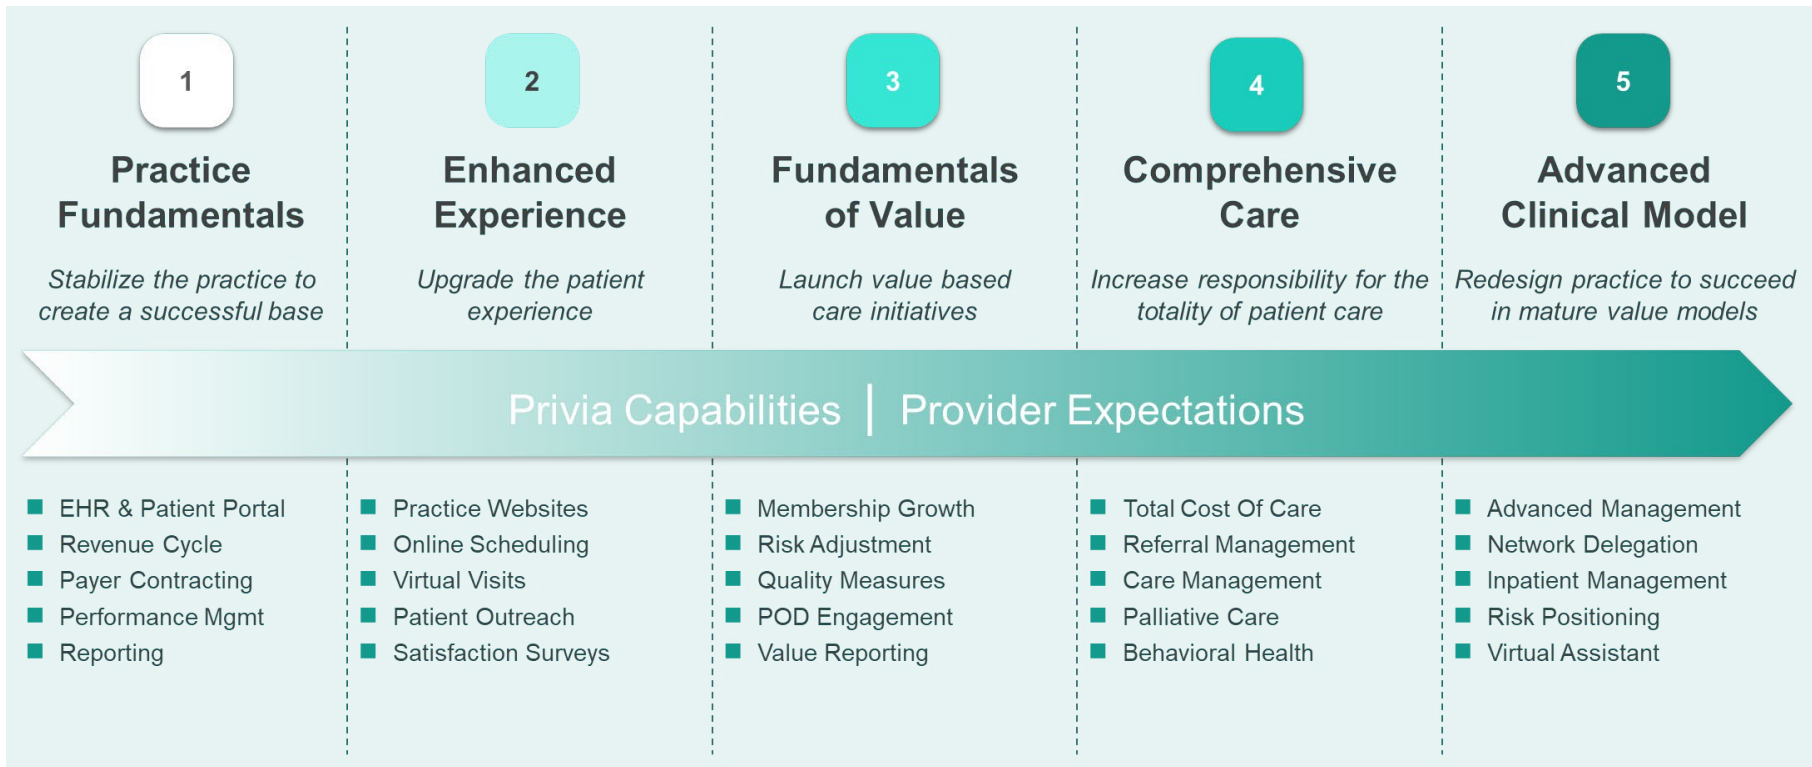 1
Practice
Fundamentals
Stabilize the practice to
create a successful base
2
Enhanced
Experience
Upgrade the patient
experience
3
Fundamentals
of Value
Launch value based
care initiatives
4
Comprehensive
Care
Increase responsibility for the
totality of patient care
5
Advanced
Clinical Model
Redesign practice to succeed
in mature value models
Privia Capabilities | Provider Expectations
EHR & Patient Portal
Revenue Cycle
Payer Contracting
Performance Mgmt
Reporting
Practice Websites
Online Scheduling
Virtual Visits
Patient Outreach
Satisfaction Surveys
Membership Growth
Risk Adjustment
Quality Measures
POD Engagement
Value Reporting
Total Cost Of Care
Referral Management
Care Management
Palliative Care
Behavioral Health
Advanced Management
Network Delegation
Inpatient Management
Risk Positioning
Virtual Assistant